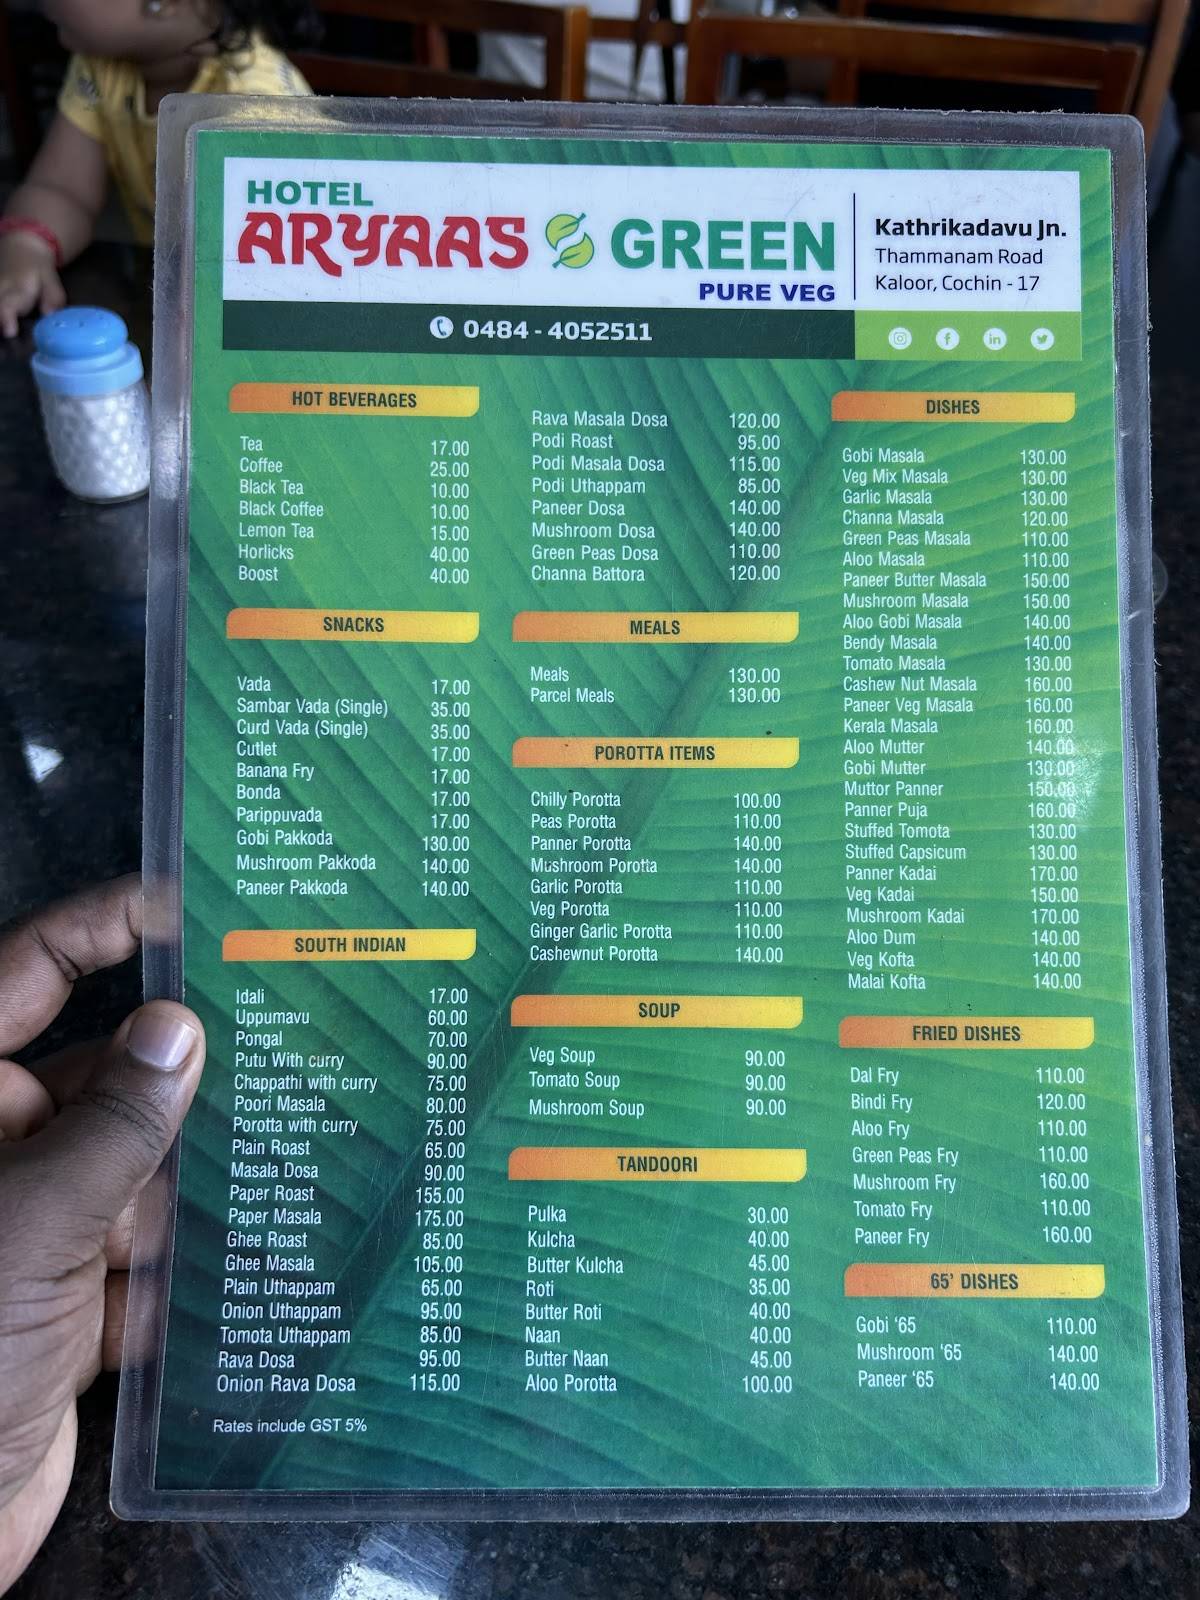 HOTEL
ARYAAS GREEN
PURE VEG
Kathrikadavu Jn.
Thammanam Road
Kaloor, Cochin - 17
0484 - 4052511
HOT BEVERAGES
Tea 17.00
Coffee 25.00
Black Tea 10.00
Black Coffee 10.00
Lemon Tea 15.00
Horlicks 40.00
Boost 40.00
SNACKS
Vada 17.00
Sambar Vada (Single) 35.00
Curd Vada (Single) 35.00
Cutlet 17.00
Banana Fry 17.00
Bonda 17.00
Parippuvada 17.00
Gobi Pakkoda 130.00
Mushroom Pakkoda 140.00
Paneer Pakkoda 140.00
SOUTH INDIAN
Idali 17.00
Uppumavu 60.00
Pongal 70.00
Putu With curry 90.00
Chappathi with curry 75.00
Poori Masala 80.00
Porotta with curry 75.00
Plain Roast 65.00
Masala Dosa 90.00
Paper Roast 155.00
Paper Masala 175.00
Ghee Roast 85.00
Ghee Masala 105.00
Plain Uthappam 65.00
Onion Uthappam 95.00
Tomota Uthappam 85.00
Rava Dosa 95.00
Onion Rava Dosa 115.00
Rates include GST 5%
Rava Masala Dosa 120.00
Podi Roast 95.00
Podi Masala Dosa 115.00
Podi Uthappam 85.00
Paneer Dosa 140.00
Mushroom Dosa 140.00
Green Peas Dosa 110.00
Channa Battora 120.00
MEALS
Meals 130.00
Parcel Meals 130.00
POROTTA ITEMS
Chilly Porotta 100.00
Peas Porotta 110.00
Panner Porotta 140.00
Mushroom Porotta 140.00
Garlic Porotta 110.00
Veg Porotta 110.00
Ginger Garlic Porotta 110.00
Cashewnut Porotta 140.00
SOUP
Veg Soup 90.00
Tomato Soup 90.00
Mushroom Soup 90.00
TANDOORI
Pulka 30.00
Kulcha 40.00
Butter Kulcha 45.00
Roti 35.00
Butter Roti 40.00
Naan 40.00
Butter Naan 45.00
Aloo Porotta 100.00
DISHES
Gobi Masala 130.00
Veg Mix Masala 130.00
Garlic Masala 130.00
Channa Masala 120.00
Green Peas Masala 110.00
Aloo Masala 110.00
Paneer Butter Masala 150.00
Mushroom Masala 150.00
Aloo Gobi Masala 140.00
Bendy Masala 140.00
Tomato Masala 130.00
Cashew Nut Masala 160.00
Paneer Veg Masala 160.00
Kerala Masala 160.00
Aloo Mutter 140.00
Gobi Mutter 130.00
Muttor Panner 150.00
Panner Puja 160.00
Stuffed Tomota 130.00
Stuffed Capsicum 130.00
Panner Kadai 170.00
Veg Kadai 150.00
Mushroom Kadai 170.00
Aloo Dum 140.00
Veg Kofta 140.00
Malai Kofta 140.00
FRIED DISHES
Dal Fry 110.00
Bindi Fry 120.00
Aloo Fry 110.00
Green Peas Fry 110.00
Mushroom Fry 160.00
Tomato Fry 110.00
Paneer Fry 160.00
65' DISHES
Gobi '65 110.00
Mushroom '65 140.00
Paneer '65 140.00